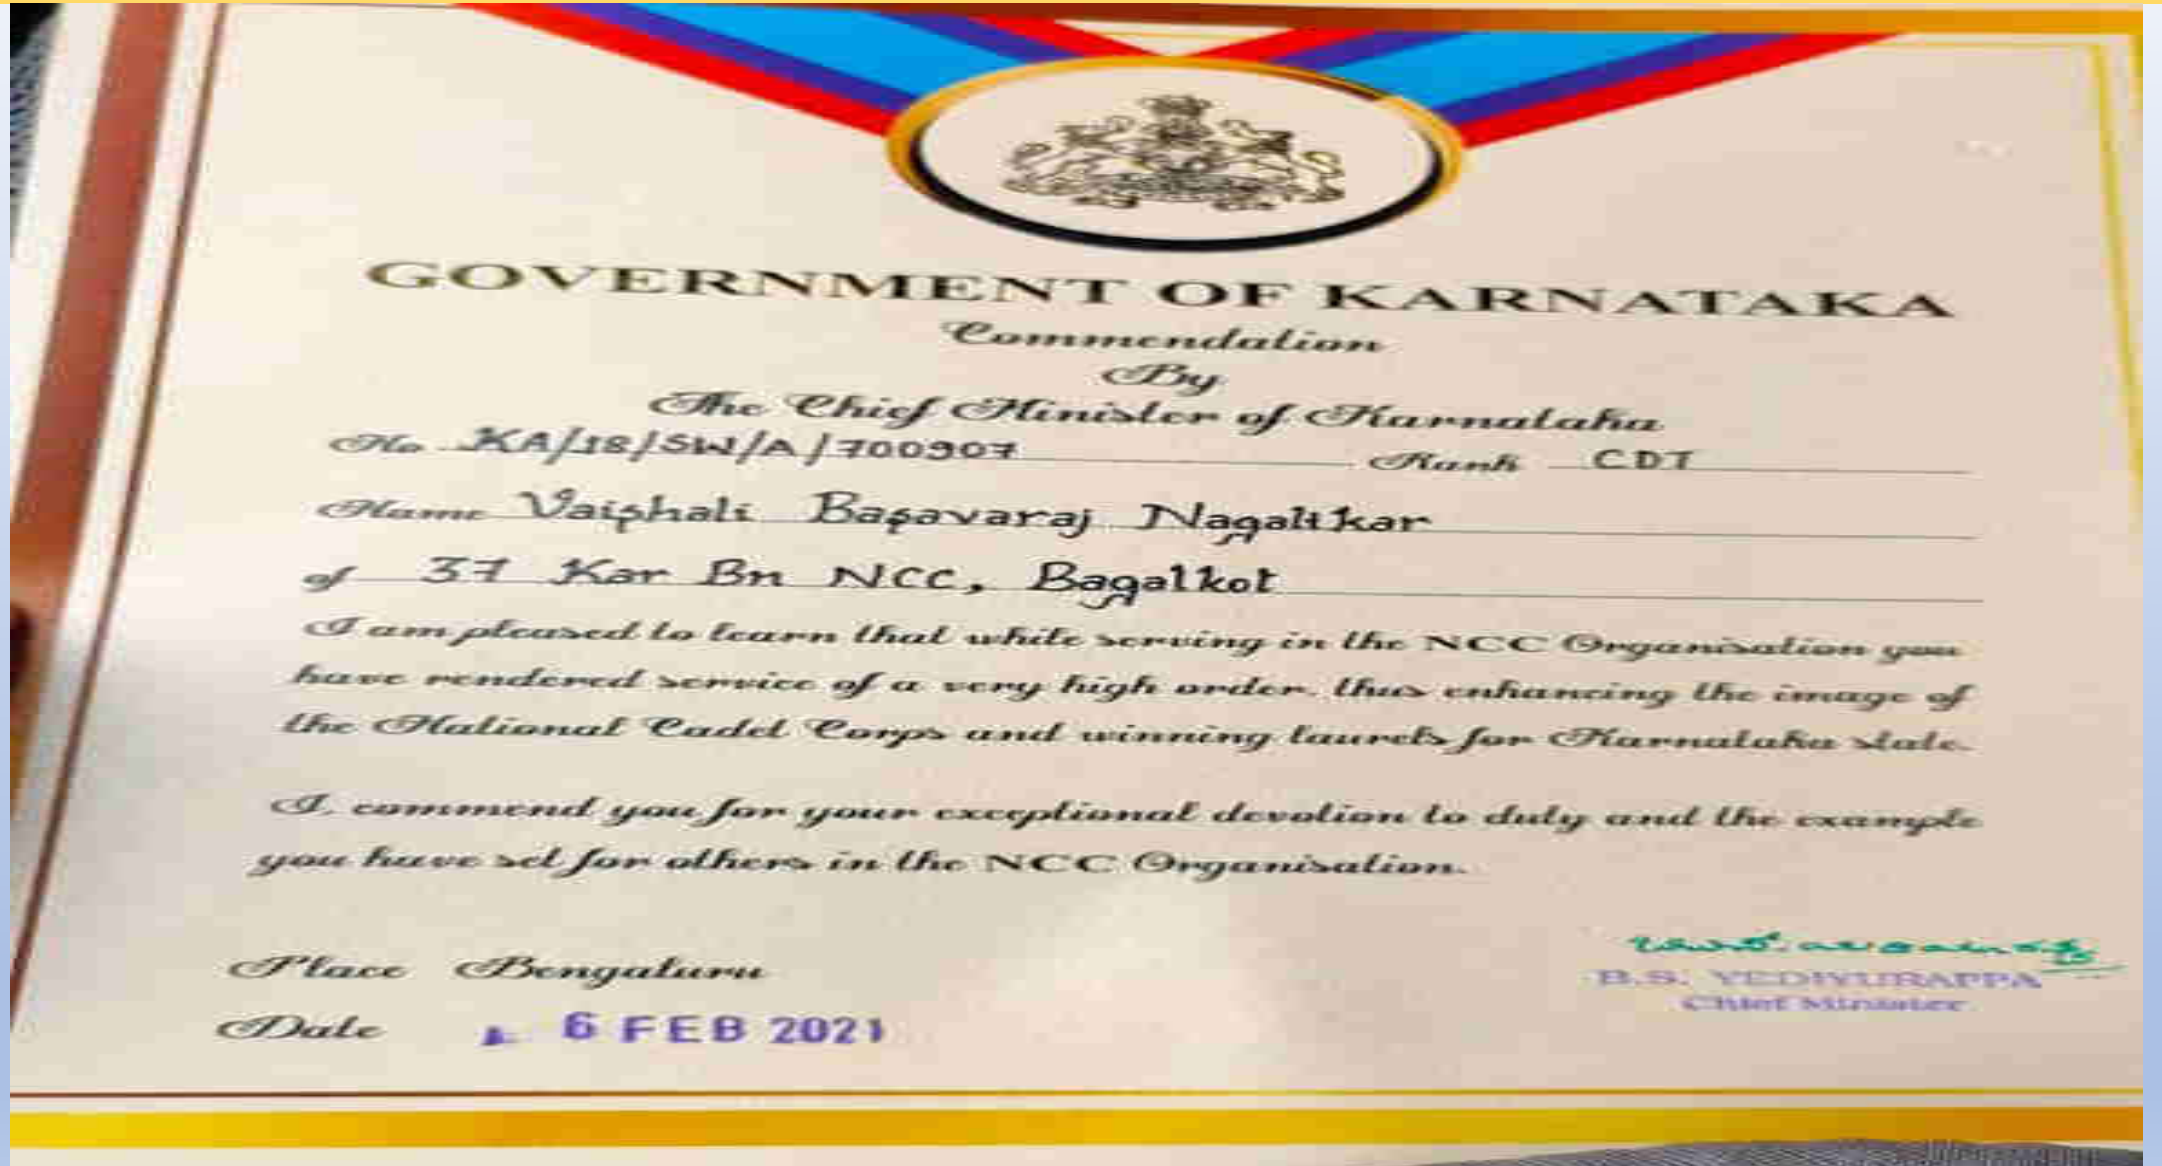 GOVERNMENT OF KARNATAKA
Commendation
By
The Chief Minister of Karnataka
No KA/18/SW/A/700907 Rank CDT
Name Vaishali Basavaraj Nagaltkar
of 37 Kar Bn NCC, Bagalkot
I am pleased to learn that while serving in the NCC Organisation you
have rendered service of a very high order, thus enhancing the image of
the National Cadet Corps and winning laurels for Karnataka state.
I, commend you for your exceptional devotion to duty and the example
you have set for others in the NCC Organisation.
B.S. YEDIYURAPPA
Chief Minister
Place Bengaluru
Date 6 FEB 2021